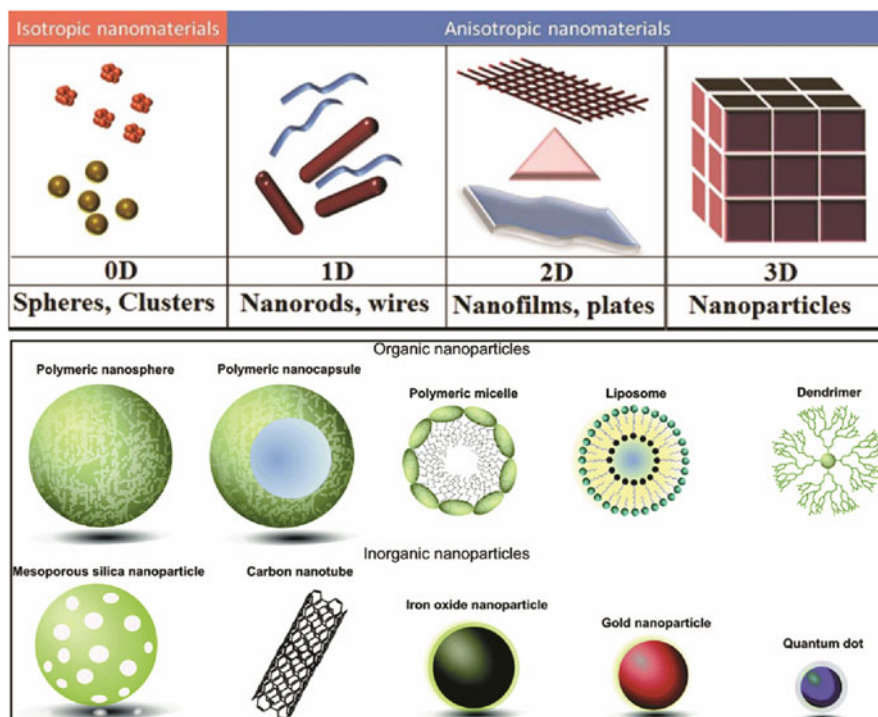 Isotropic nanomaterials
Anisotropic nanomaterials
0D
1D
2D
3D
Spheres, Clusters
Nanorods, wires
Nanofilms, plates
Nanoparticles
Organic nanoparticles
Polymeric nanosphere
Polymeric nanocapsule
Polymeric micelle
Liposome
Dendrimer
Inorganic nanoparticles
Mesoporous silica nanoparticle
Carbon nanotube
Iron oxide nanoparticle
Gold nanoparticle
Quantum dot